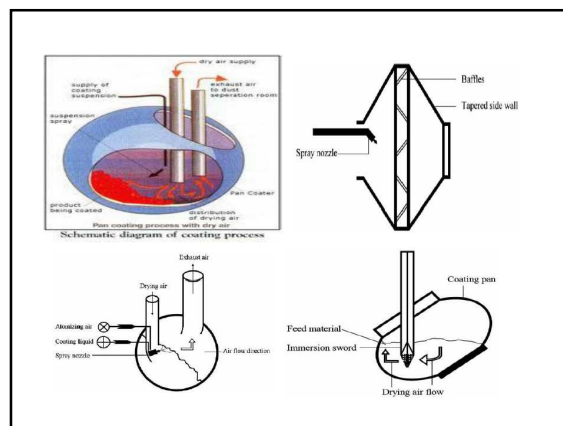 dry air supply
supply of
coating
suspension
exhaust air
to dust
seperation room
suspension
spray
Pan Coater
product
being coated
distribution
of drying air
Pan coating process with dry air
Schematic diagram of coating process
Baffles
Tapered side wall
Spray nozzle
Exhaust air
Drying air
Atomizing air
Coating liquid
Spray nozzle
Air flow direction
Coating pan
Feed material
Immersion sword
Drying air flow